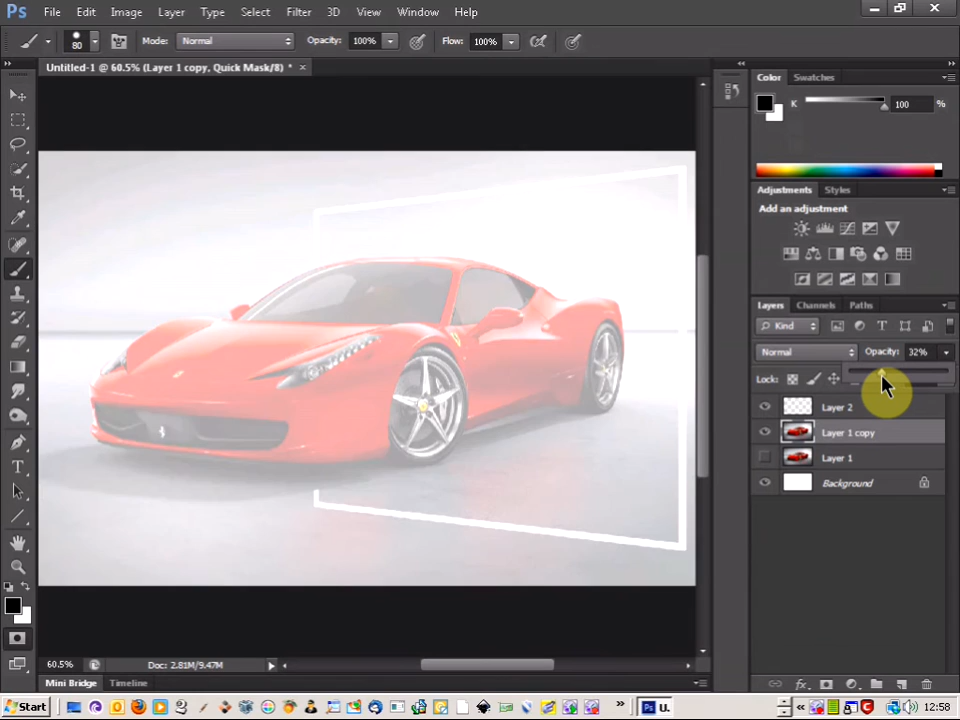 Ps File Edit Image Layer Type Select Filter 3D View Window Help
80 Mode: Normal Opacity: 100% Flow: 100%
Untitled-1 @ 60.5% (Layer 1 copy, Quick Mask/8) * ×
Color Swatches
K 100 %
Adjustments Styles
Add an adjustment
Layers Channels Paths
Kind
Normal Opacity: 32%
Lock:
Layer 2
Layer 1 copy
Layer 1
Background
60.5% Doc: 2.81M/9.47M
Mini Bridge Timeline
Start Ps U. 12:58